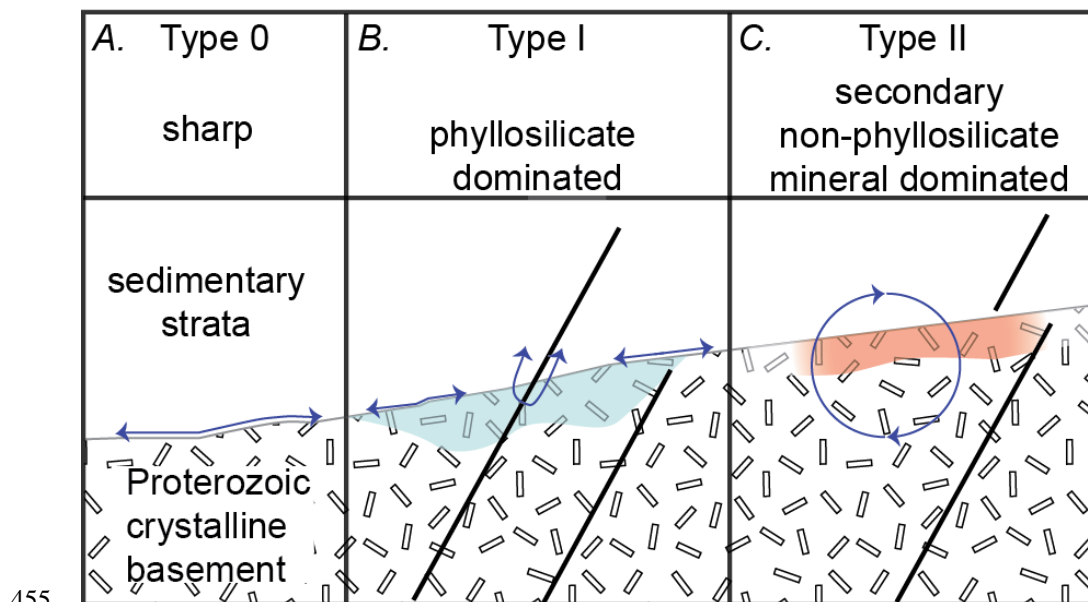 A. Type 0
sharp
B. Type I
phyllosilicate
dominated
C. Type II
secondary
non-phyllosilicate
mineral dominated
sedimentary
strata
Proterozoic
crystalline
basement
455